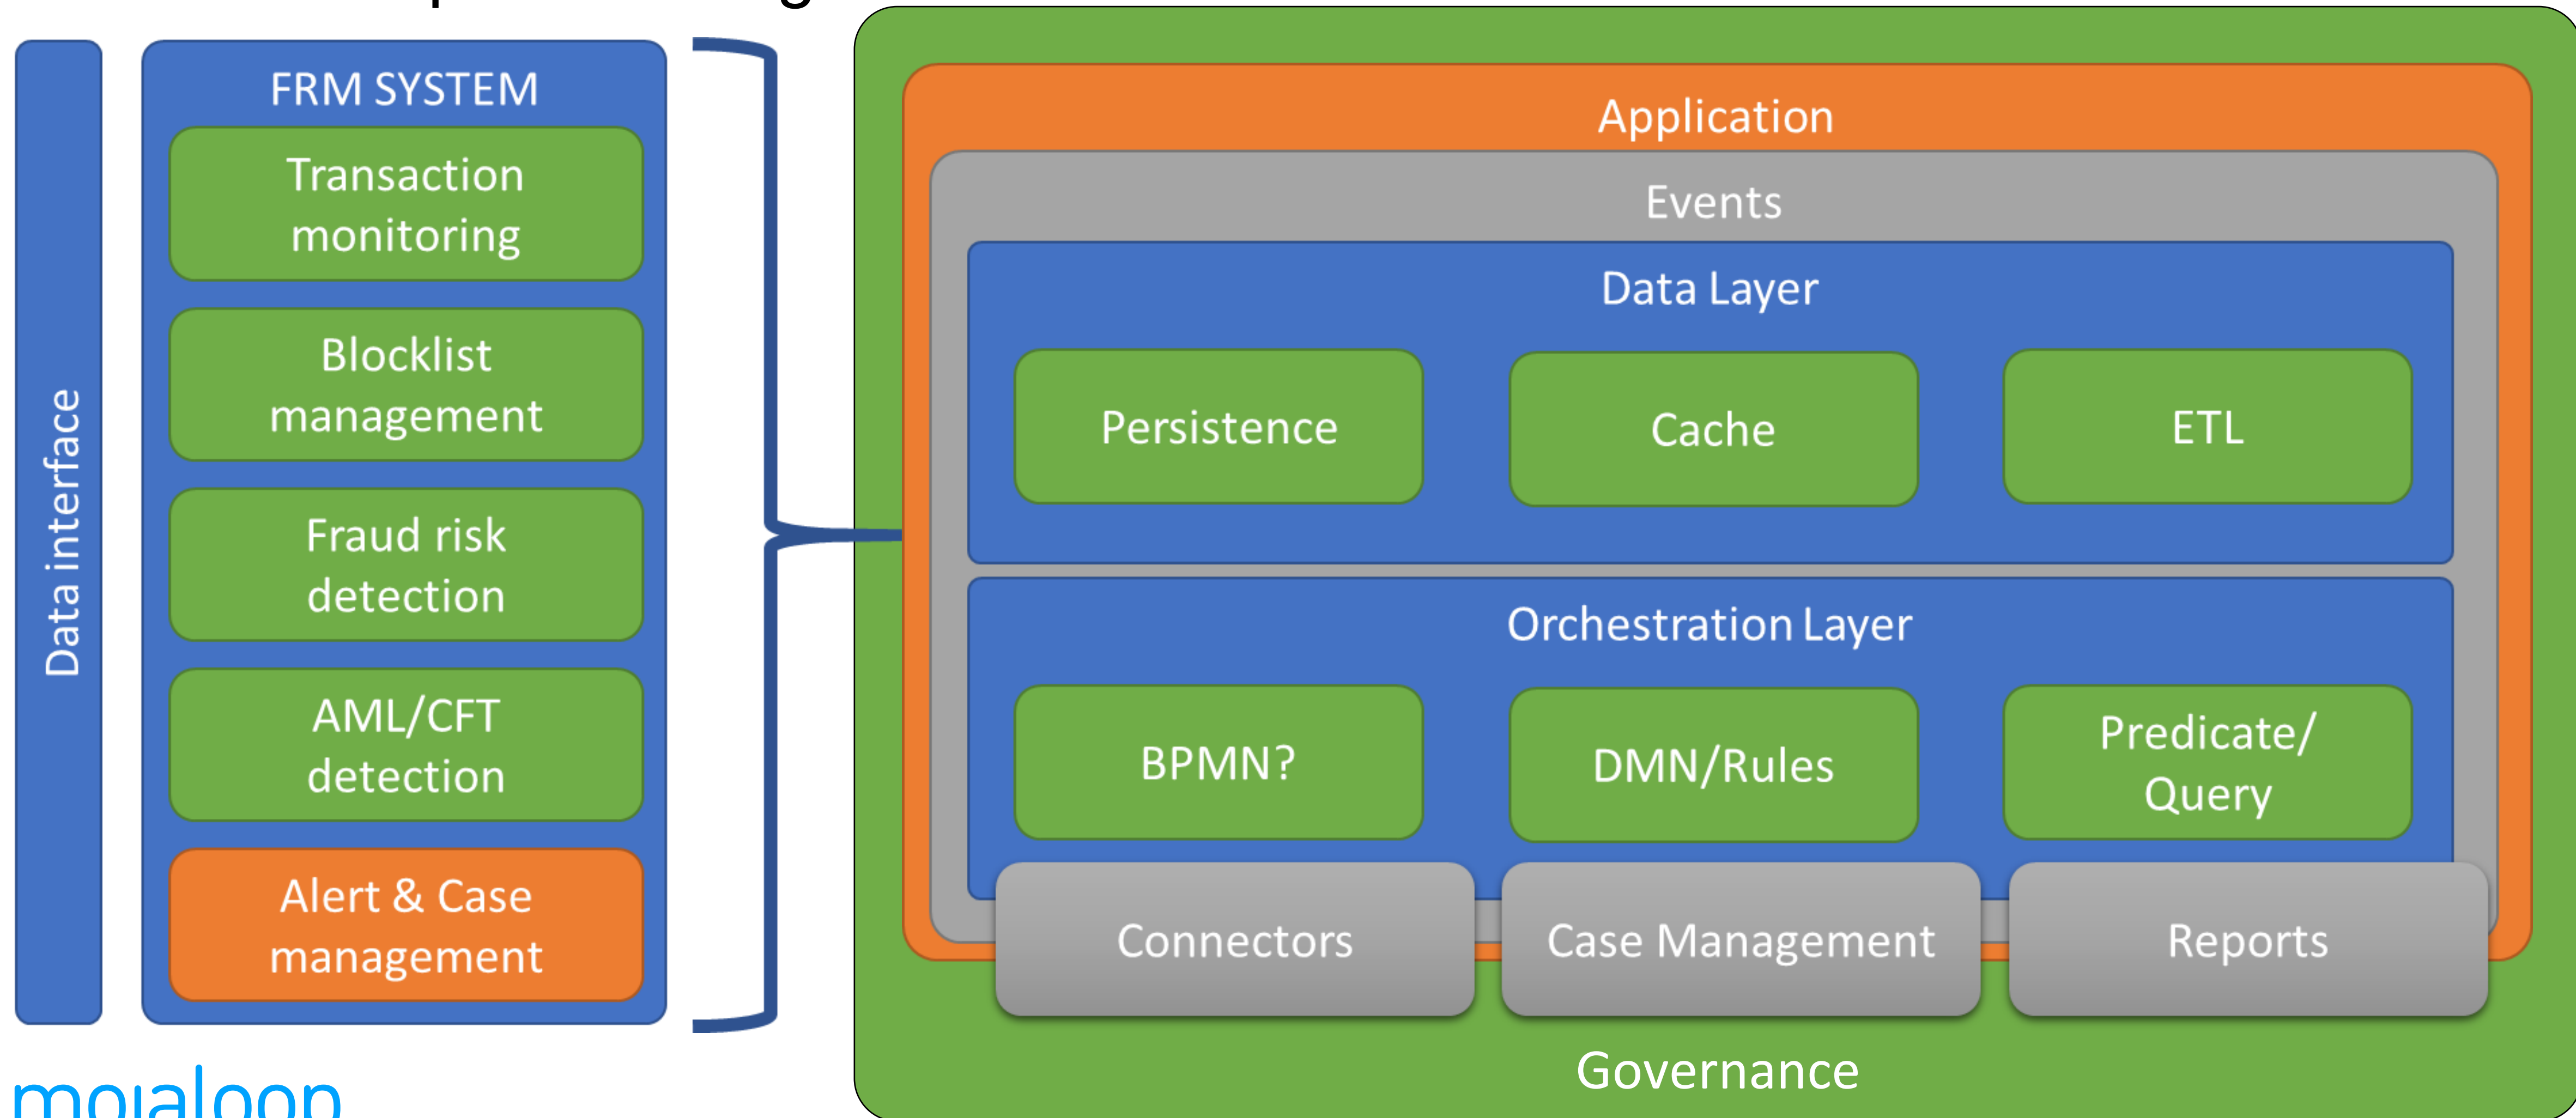 Data interface
FRM SYSTEM
Transaction
monitoring
Blocklist
management
Fraud risk
detection
AML/CFT
detection
Alert & Case
management
Application
Events
Data Layer
Persistence
Cache
ETL
Orchestration Layer
BPMN?
DMN/Rules
Predicate/
Query
Connectors
Case Management
Reports
Governance
mojaloop